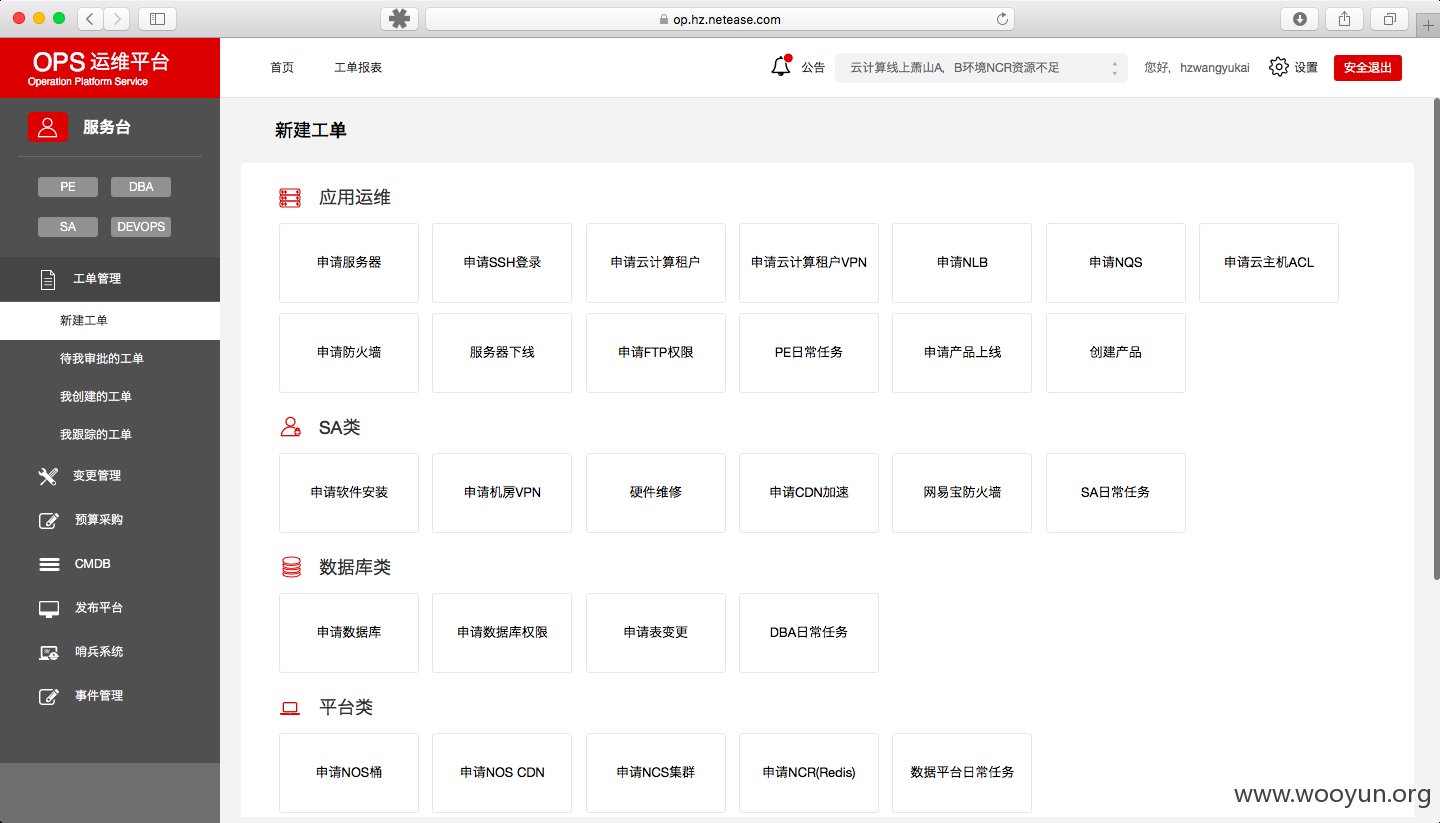 op.hz.netease.com
OPS 运维平台
Operation Platform Service
首页
工单报表
公告
云计算线上萧山A,B环境NCR资源不足
您好,hzwangyukai
设置
安全退出
服务台
PE
DBA
SA
DEVOPS
工单管理
新建工单
待我审批的工单
我创建的工单
我跟踪的工单
变更管理
预算采购
CMDB
发布平台
哨兵系统
事件管理
新建工单
应用运维
申请服务器
申请SSH登录
申请云计算租户
申请云计算租户VPN
申请NLB
申请NQS
申请云主机ACL
申请防火墙
服务器下线
申请FTP权限
PE日常任务
申请产品上线
创建产品
SA类
申请软件安装
申请机房VPN
硬件维修
申请CDN加速
网易宝防火墙
SA日常任务
数据库类
申请数据库
申请数据库权限
申请表变更
DBA日常任务
平台类
申请NOS桶
申请NOS CDN
申请NCS集群
申请NCR(Redis)
数据平台日常任务
www.wooyun.org